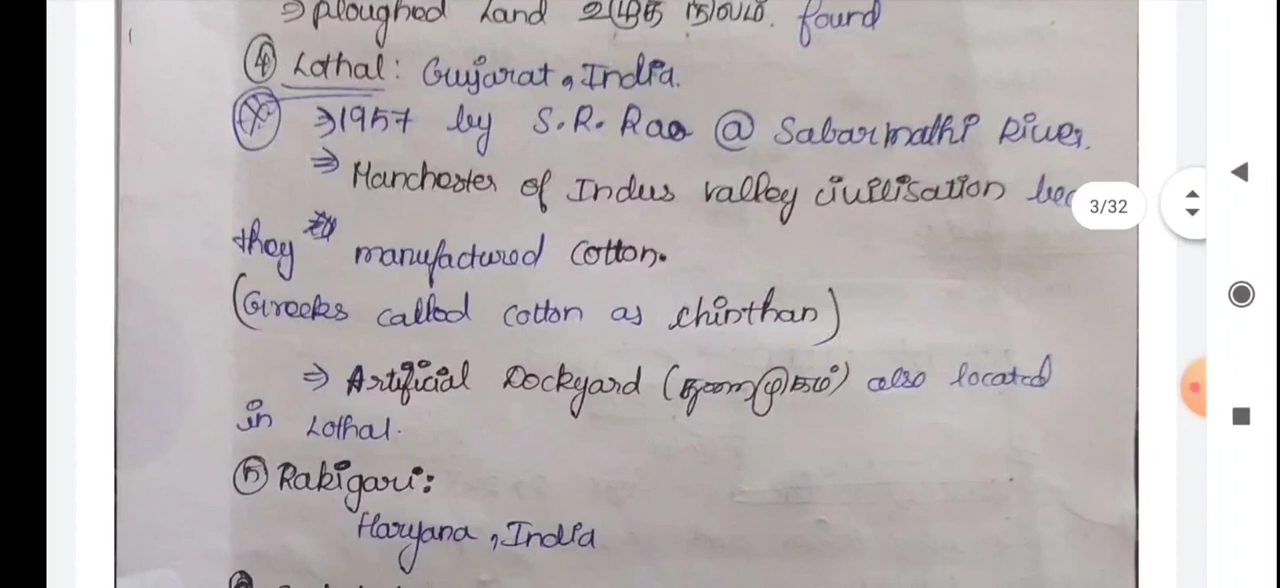 ⇒ ploughed Land உழுத நிலம். found
④ Lothal: Gujarat, India.
⇒ 1957 by S.R. Rao @ Sabarmathi River.
⇒ Manchester of Indus valley civilisation
they manufactured cotton.
(Greeks called cotton as chinthan)
⇒ Artificial Dockyard (துறைமுகம்) also located
in Lothal.
⑤ Rakigari:
Haryana, India
3/32